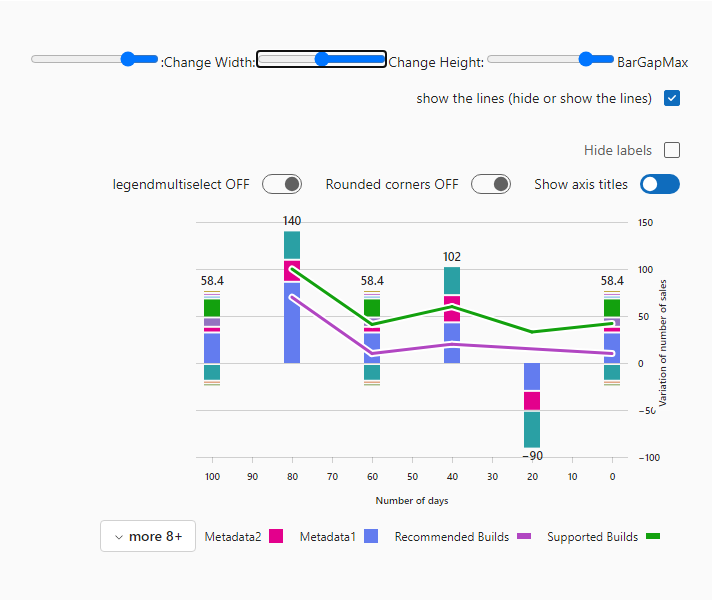 :Change Width: Change Height: BarGapMax
show the lines (hide or show the lines)
Hide labels
legendmultiselect OFF Rounded corners OFF Show axis titles
140
102
58.4 58.4 58.4
−90
150
100
50
0
−50
−100
Variation of number of sales
100 90 80 70 60 50 40 30 20 10 0
Number of days
more 8+ Metadata2 Metadata1 Recommended Builds Supported Builds